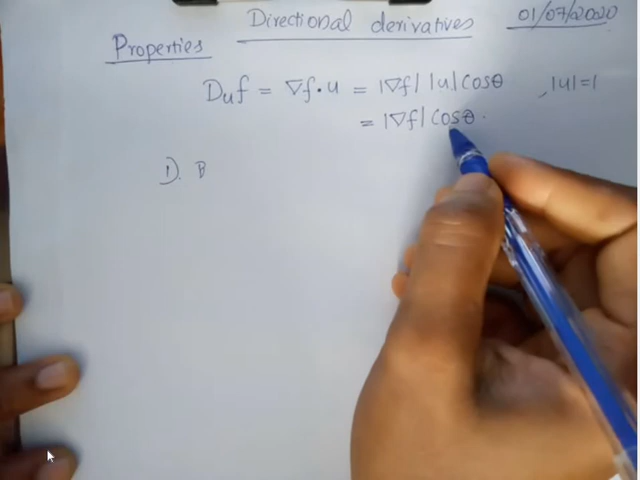 Directional derivatives 01/07/2020
Properties
Duf = ∇f·u = |∇f| |u| cosθ , |u|=1
= |∇f| cosθ.
1). B